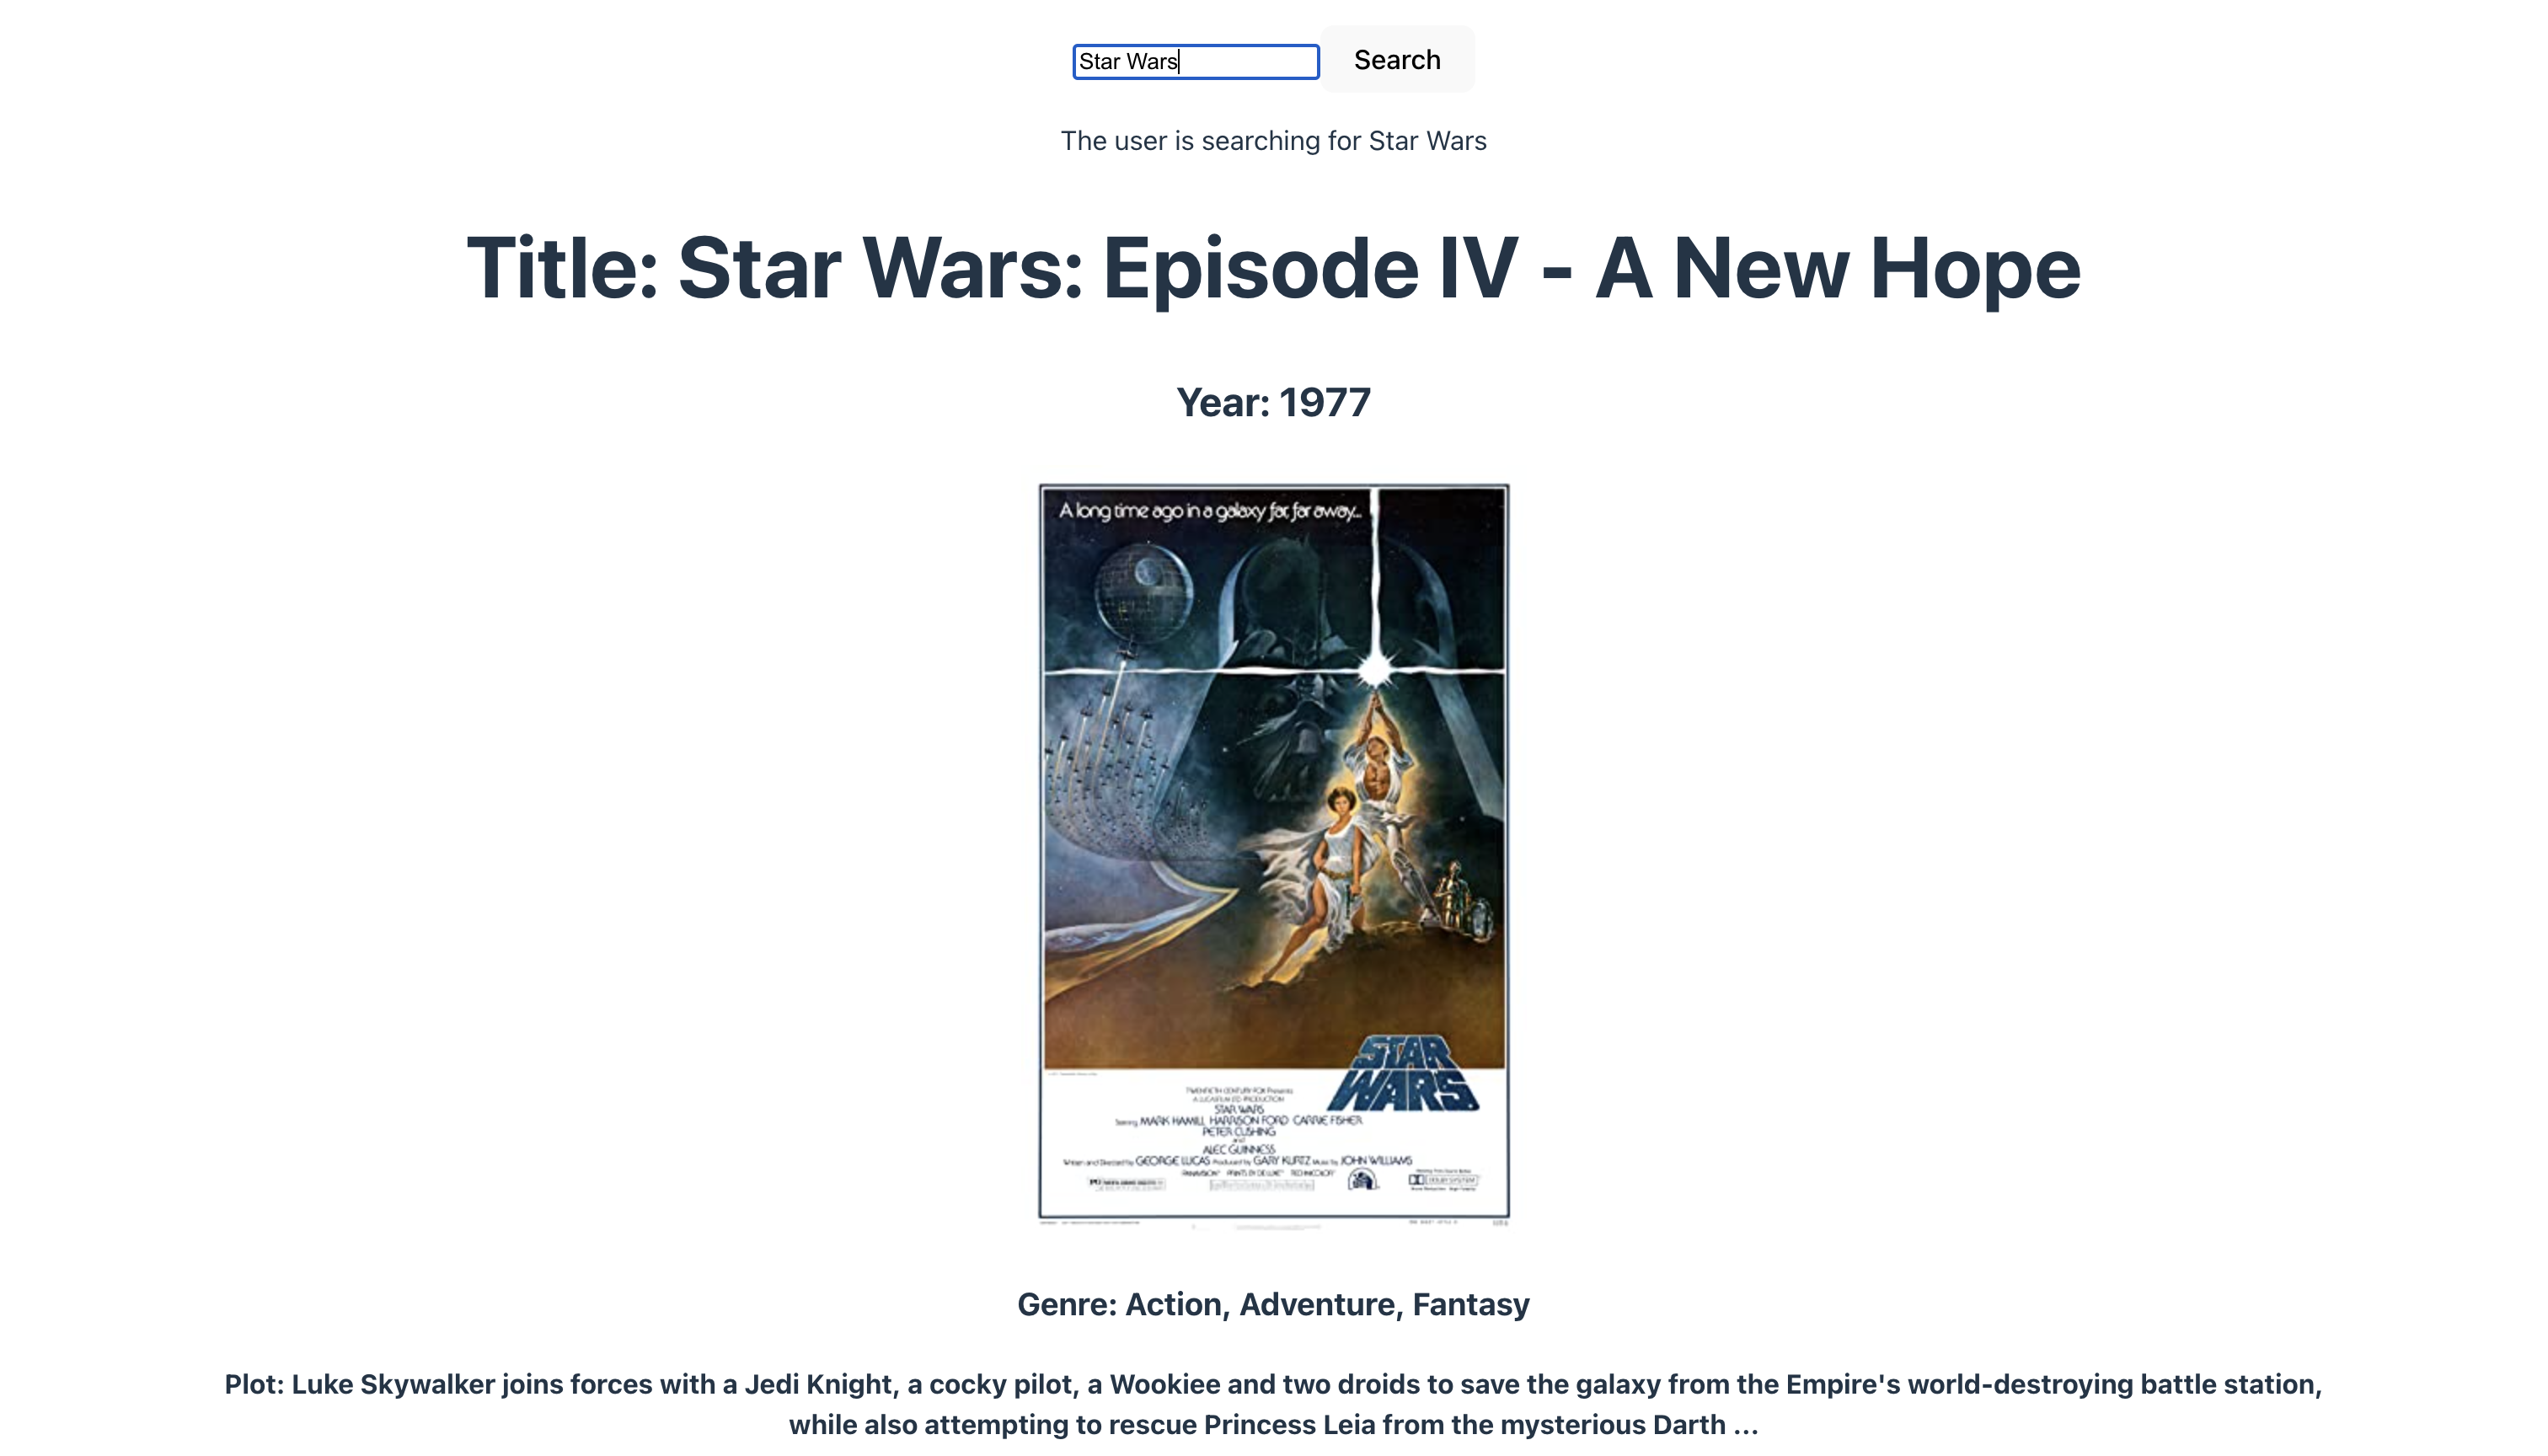 Star Wars
Search
The user is searching for Star Wars
Title: Star Wars: Episode IV - A New Hope
Year: 1977
A long time ago in a galaxy far, far away...
STAR
WARS
TWENTIETH CENTURY-FOX Presents
A LUCASFILM LTD PRODUCTION
STAR WARS
Starring MARK HAMILL HARRISON FORD CARRIE FISHER
PETER CUSHING
and
ALEC GUINNESS
Written and Directed by GEORGE LUCAS Produced by GARY KURTZ Music by JOHN WILLIAMS
PANAVISION PRINTS BY DE LUXE TECHNICOLOR
DOLBY SYSTEM
Genre: Action, Adventure, Fantasy
Plot: Luke Skywalker joins forces with a Jedi Knight, a cocky pilot, a Wookiee and two droids to save the galaxy from the Empire's world-destroying battle station,
while also attempting to rescue Princess Leia from the mysterious Darth ...